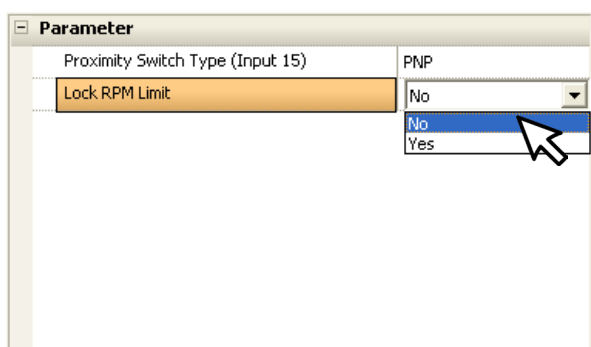 Parameter
Proximity Switch Type (Input 15) PNP
Lock RPM Limit No
No
Yes